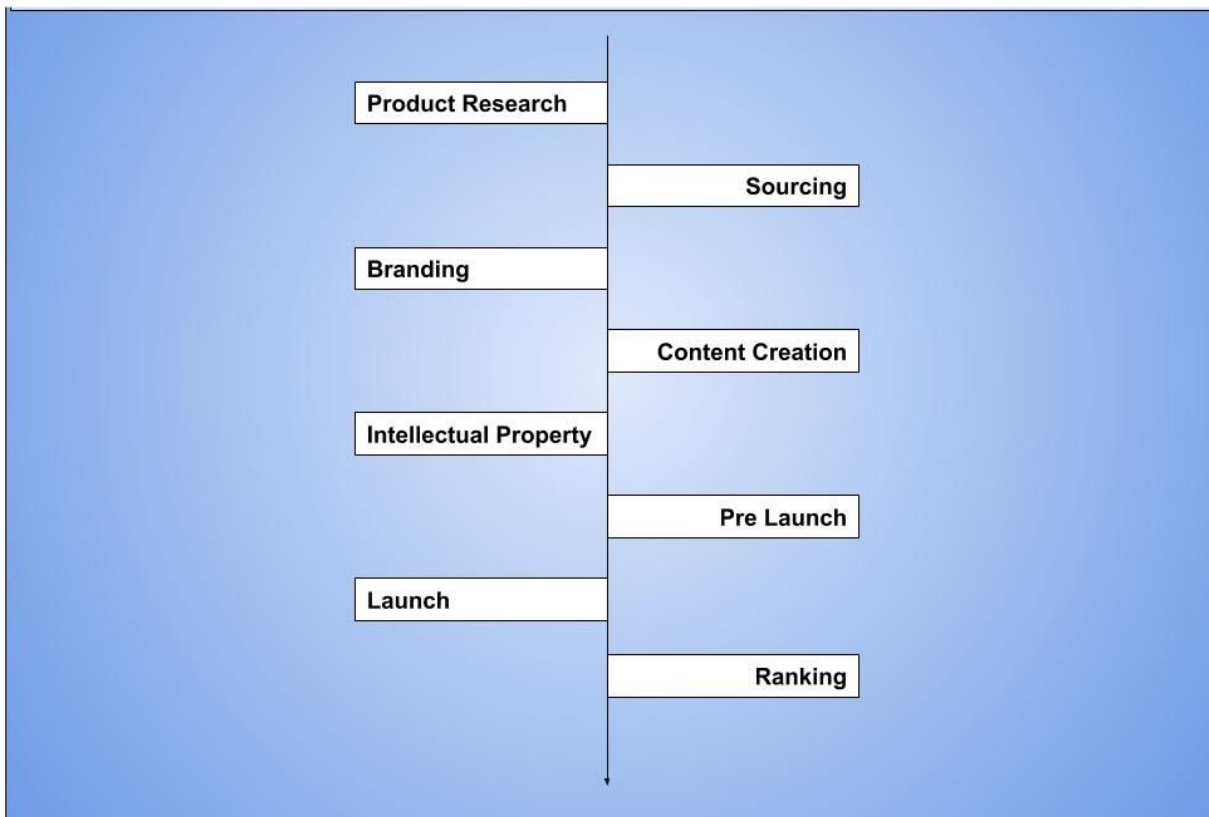 Product Research
Sourcing
Branding
Content Creation
Intellectual Property
Pre Launch
Launch
Ranking